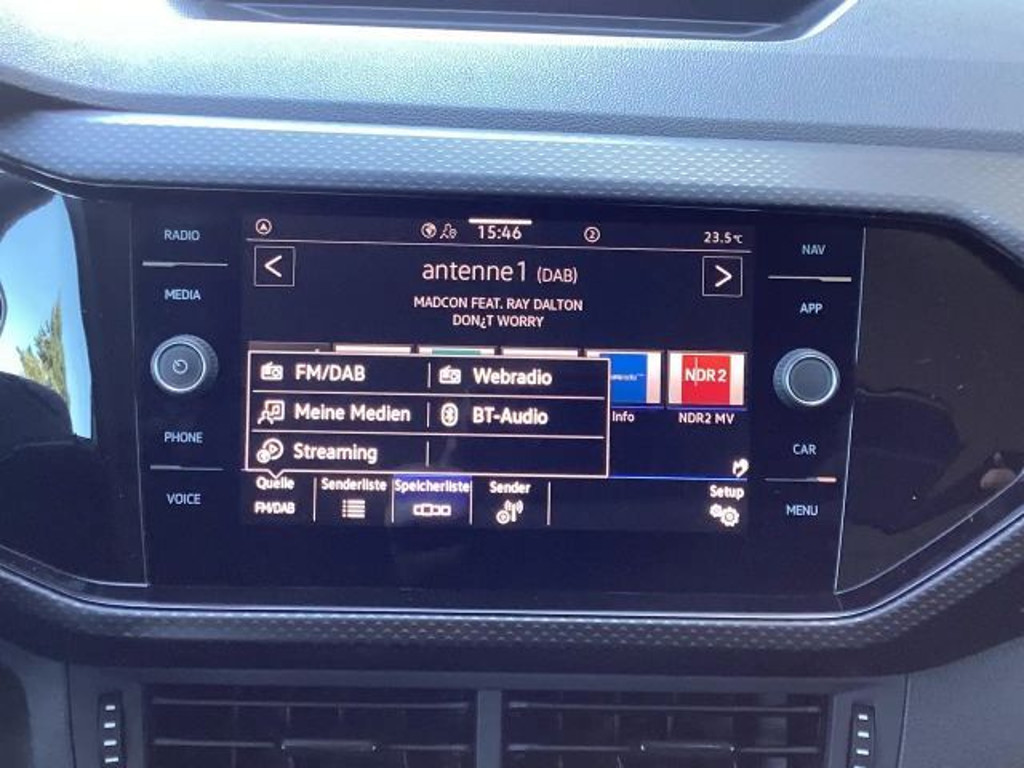 RADIO
MEDIA
PHONE
VOICE
15:46
2
23.5°C
<
antenne1 (DAB)
>
MADCON FEAT. RAY DALTON
DON¿T WORRY
FM/DAB
Webradio
Meine Medien
BT-Audio
Streaming
Info
NDR 2
NDR2 MV
Quelle
FM/DAB
Senderliste
Speicherliste
Sender
Setup
NAV
APP
CAR
MENU